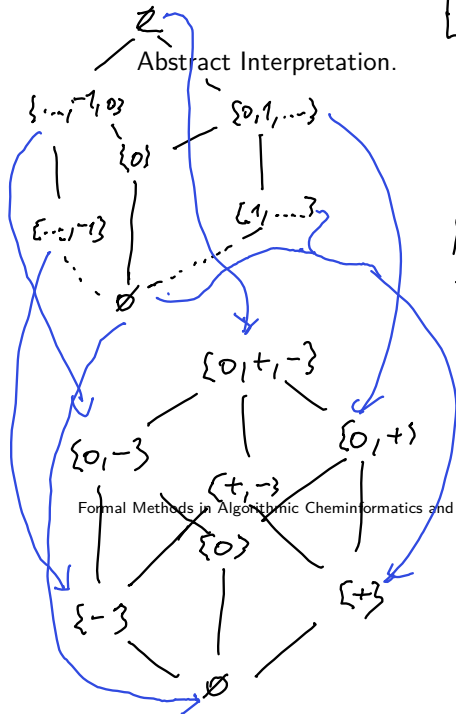 ℤ
Abstract Interpretation.
{..., -1, 0} {0, 1, ....}
{0}
{..., -1} {1, .....}
∅
{0, +, -}
{0, -} {0, +}
{+, -}
Formal Methods in Algorithmic Cheminformatics and
{0}
{-} {+}
∅